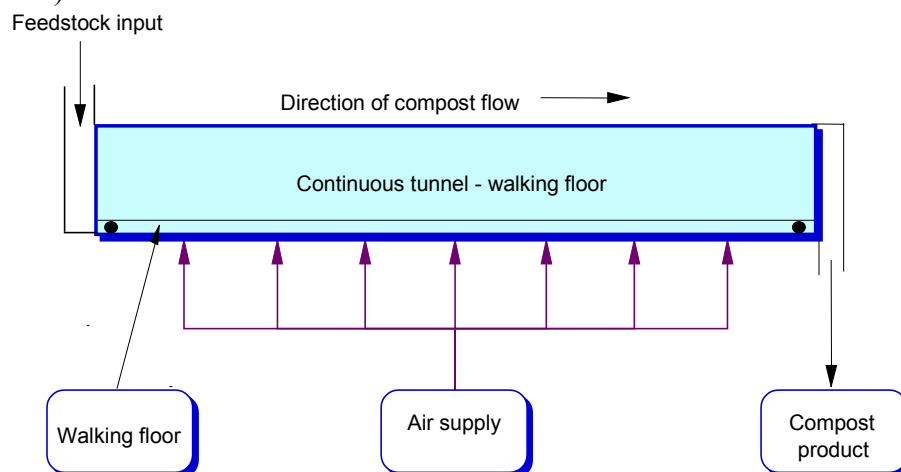 )
Feedstock input
Direction of compost flow
Continuous tunnel - walking floor
Walking floor
Air supply
Compost
product